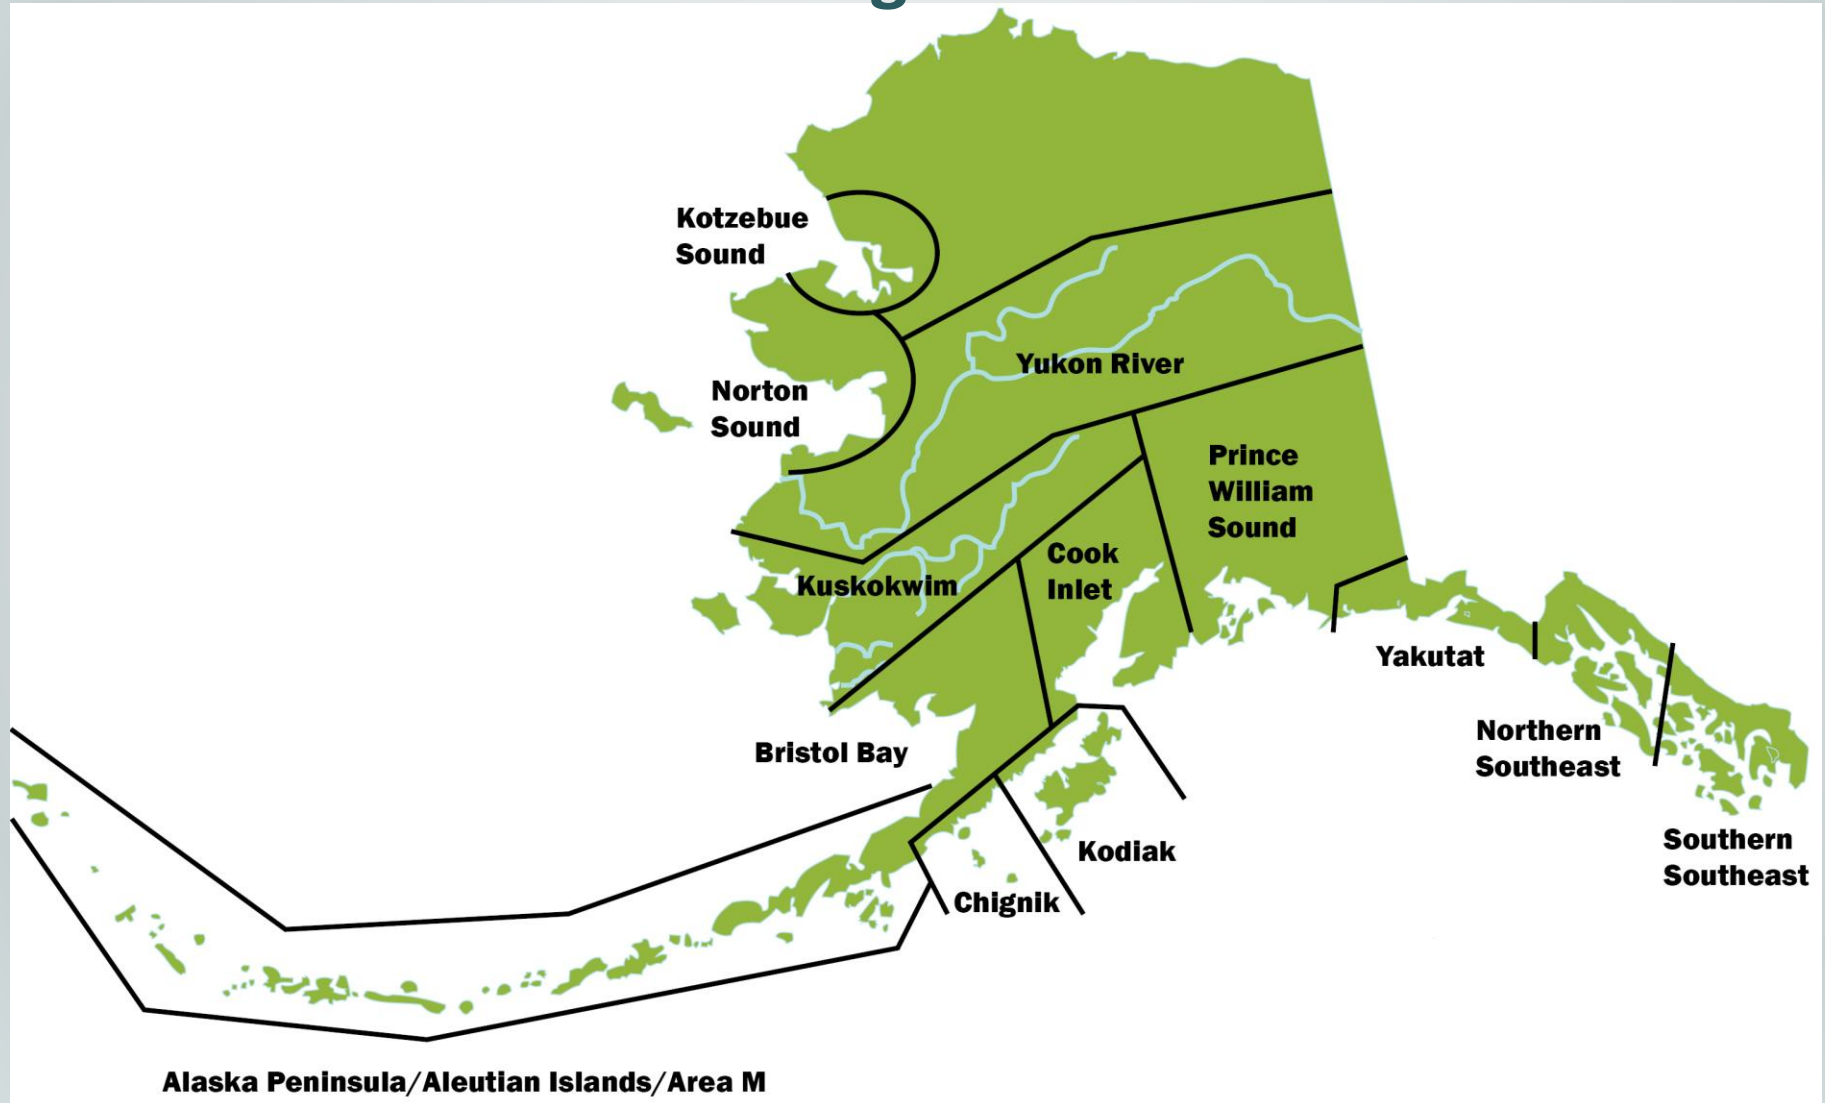 Kotzebue
Sound
Norton
Sound
Yukon River
Prince
William
Sound
Cook
Inlet
Kuskokwim
Yakutat
Bristol Bay
Northern
Southeast
Kodiak
Southern
Southeast
Chignik
Alaska Peninsula/Aleutian Islands/Area M